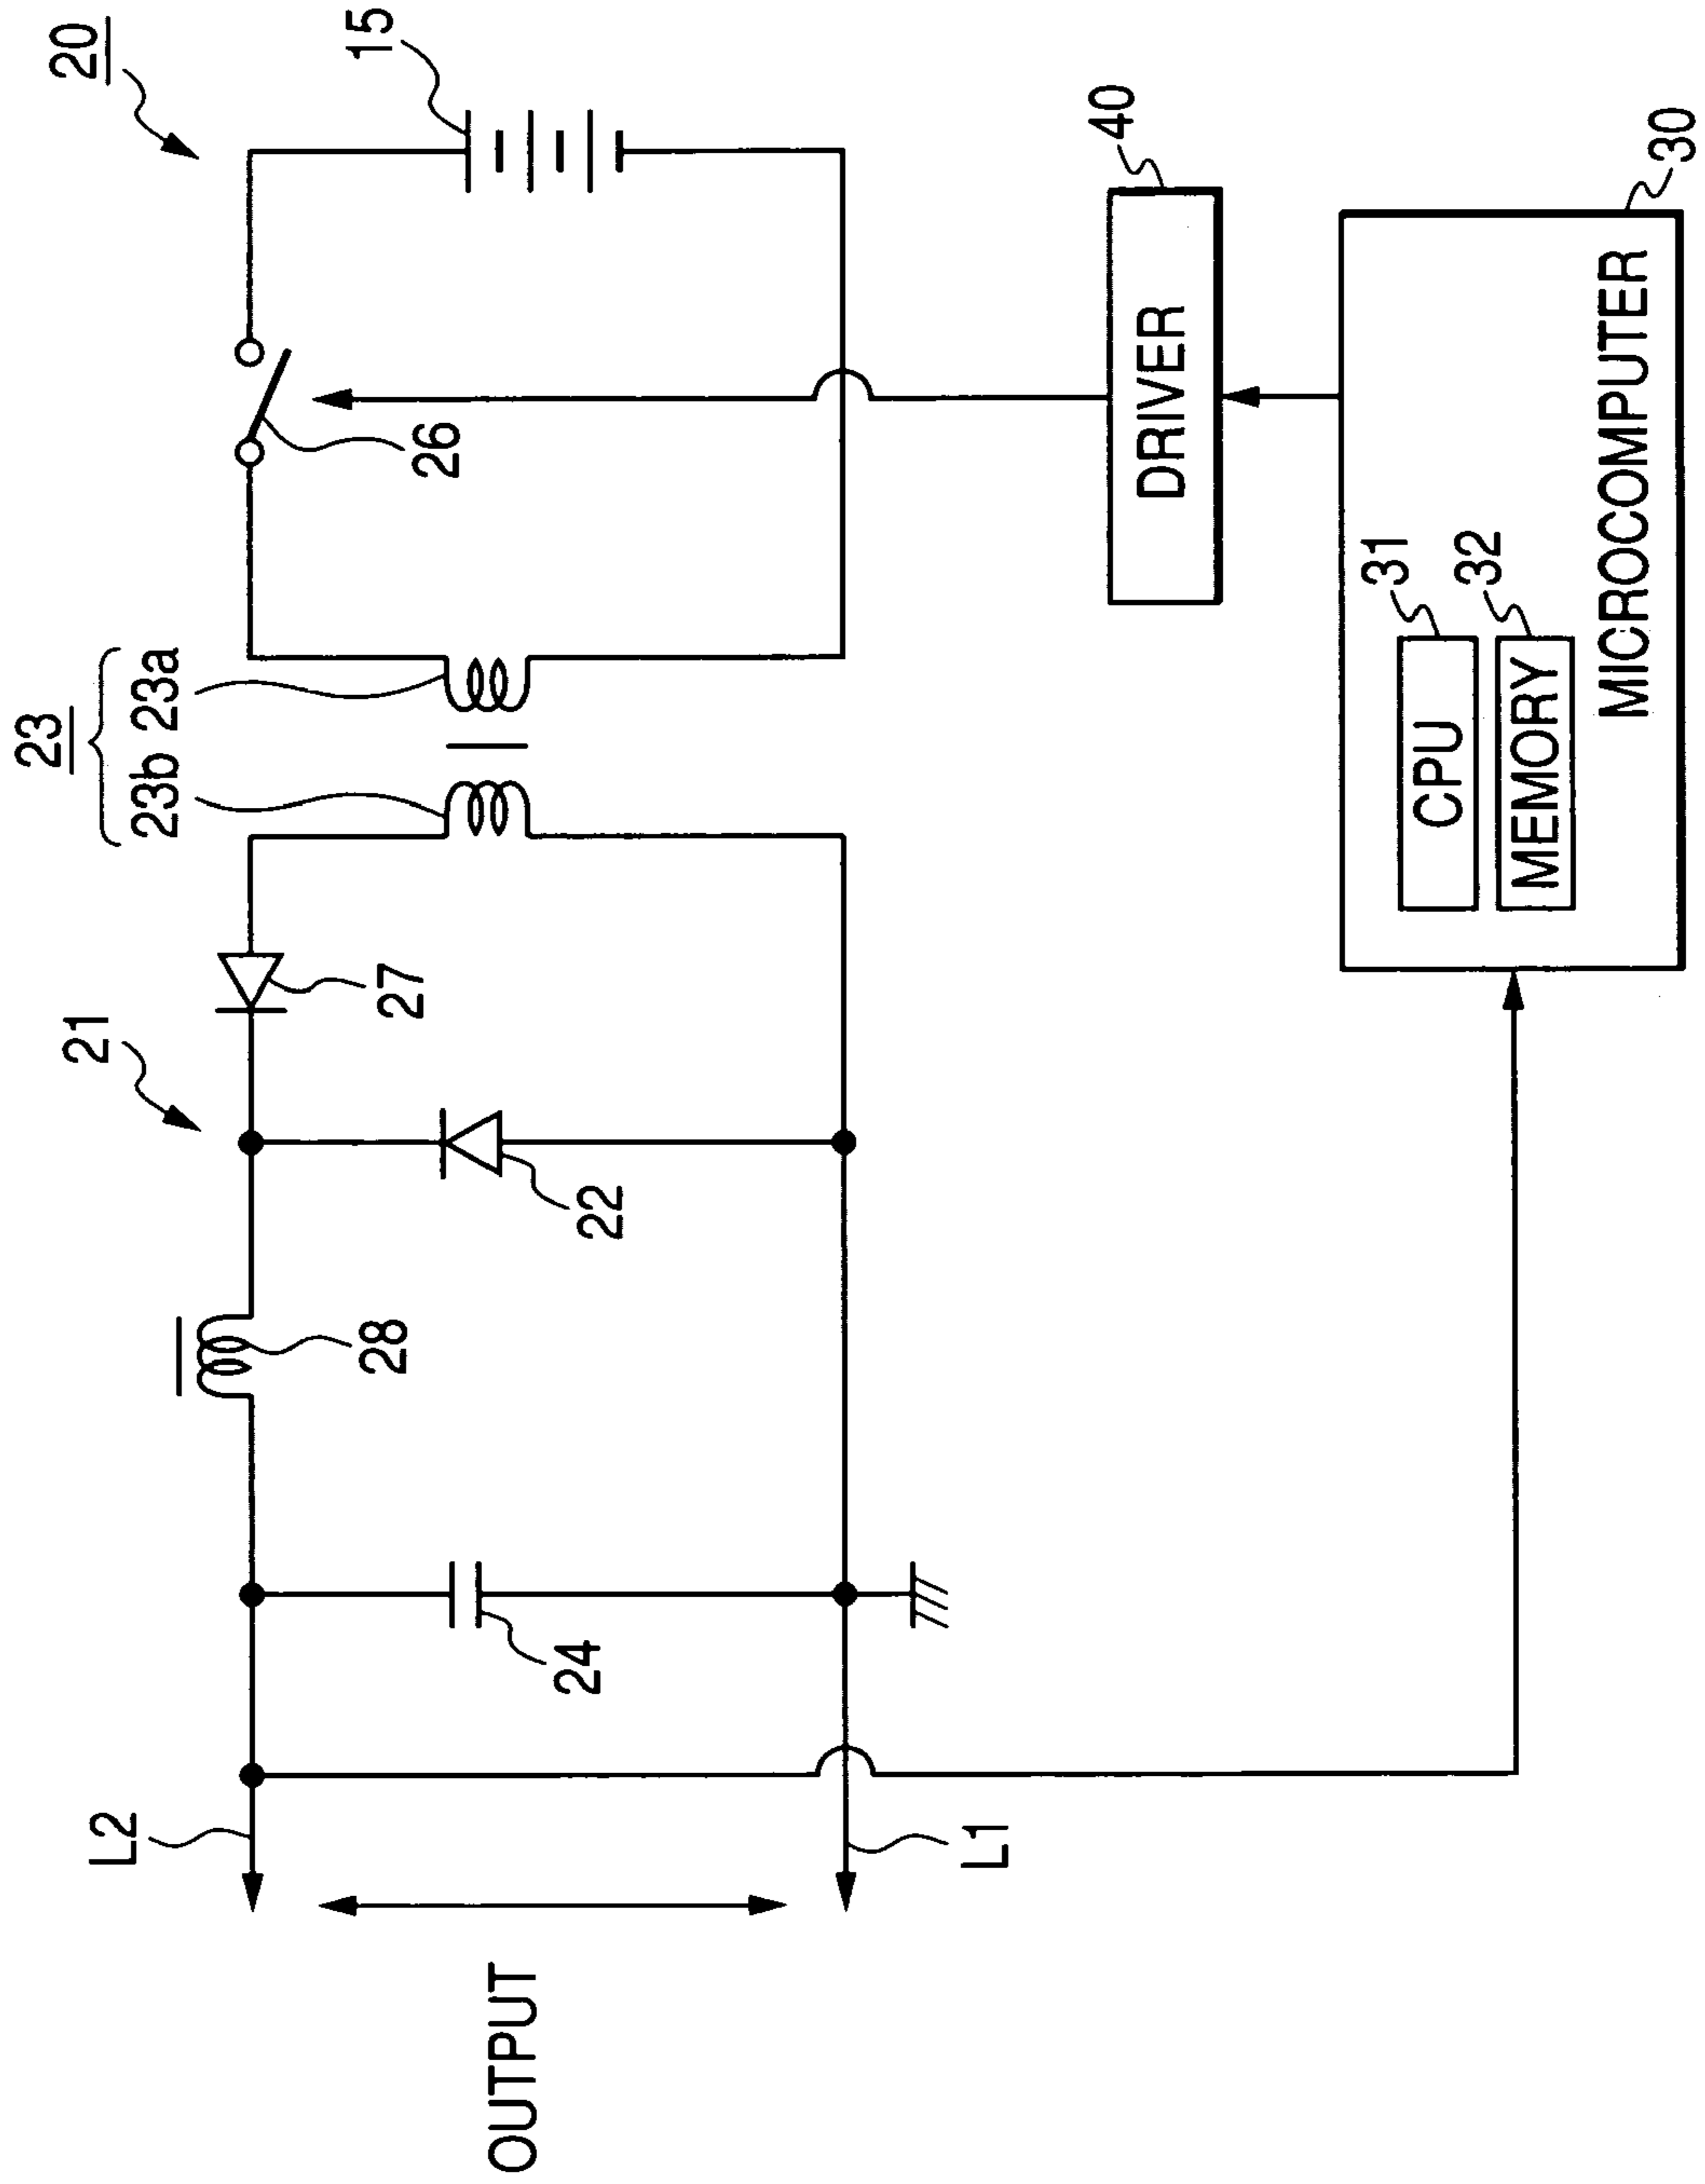 20
15
26
23
23b 23a
21
27
22
28
24
L2
L1
OUTPUT
40
DRIVER
30
31
32
CPU
MEMORY
MICROCOMPUTER